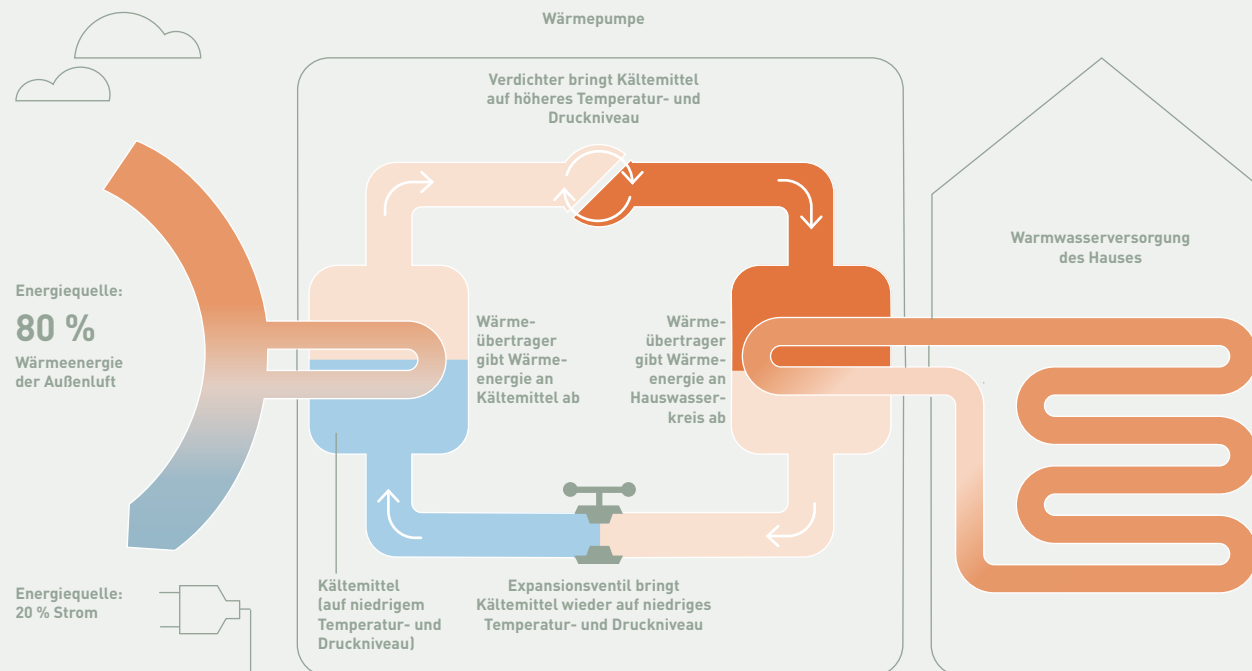 Wärmepumpe
Verdichter bringt Kältemittel
auf höheres Temperatur- und
Druckniveau
Warmwasserversorgung
des Hauses
Energiequelle:
80 %
Wärmeenergie
der Außenluft
Wärme-
übertrager
gibt Wärme-
energie an
Kältemittel ab
Wärme-
übertrager
gibt Wärme-
energie an
Hauswasser-
kreis ab
Energiequelle:
20 % Strom
Kältemittel
(auf niedrigem
Temperatur- und
Druckniveau)
Expansionsventil bringt
Kältemittel wieder auf niedriges
Temperatur- und Druckniveau